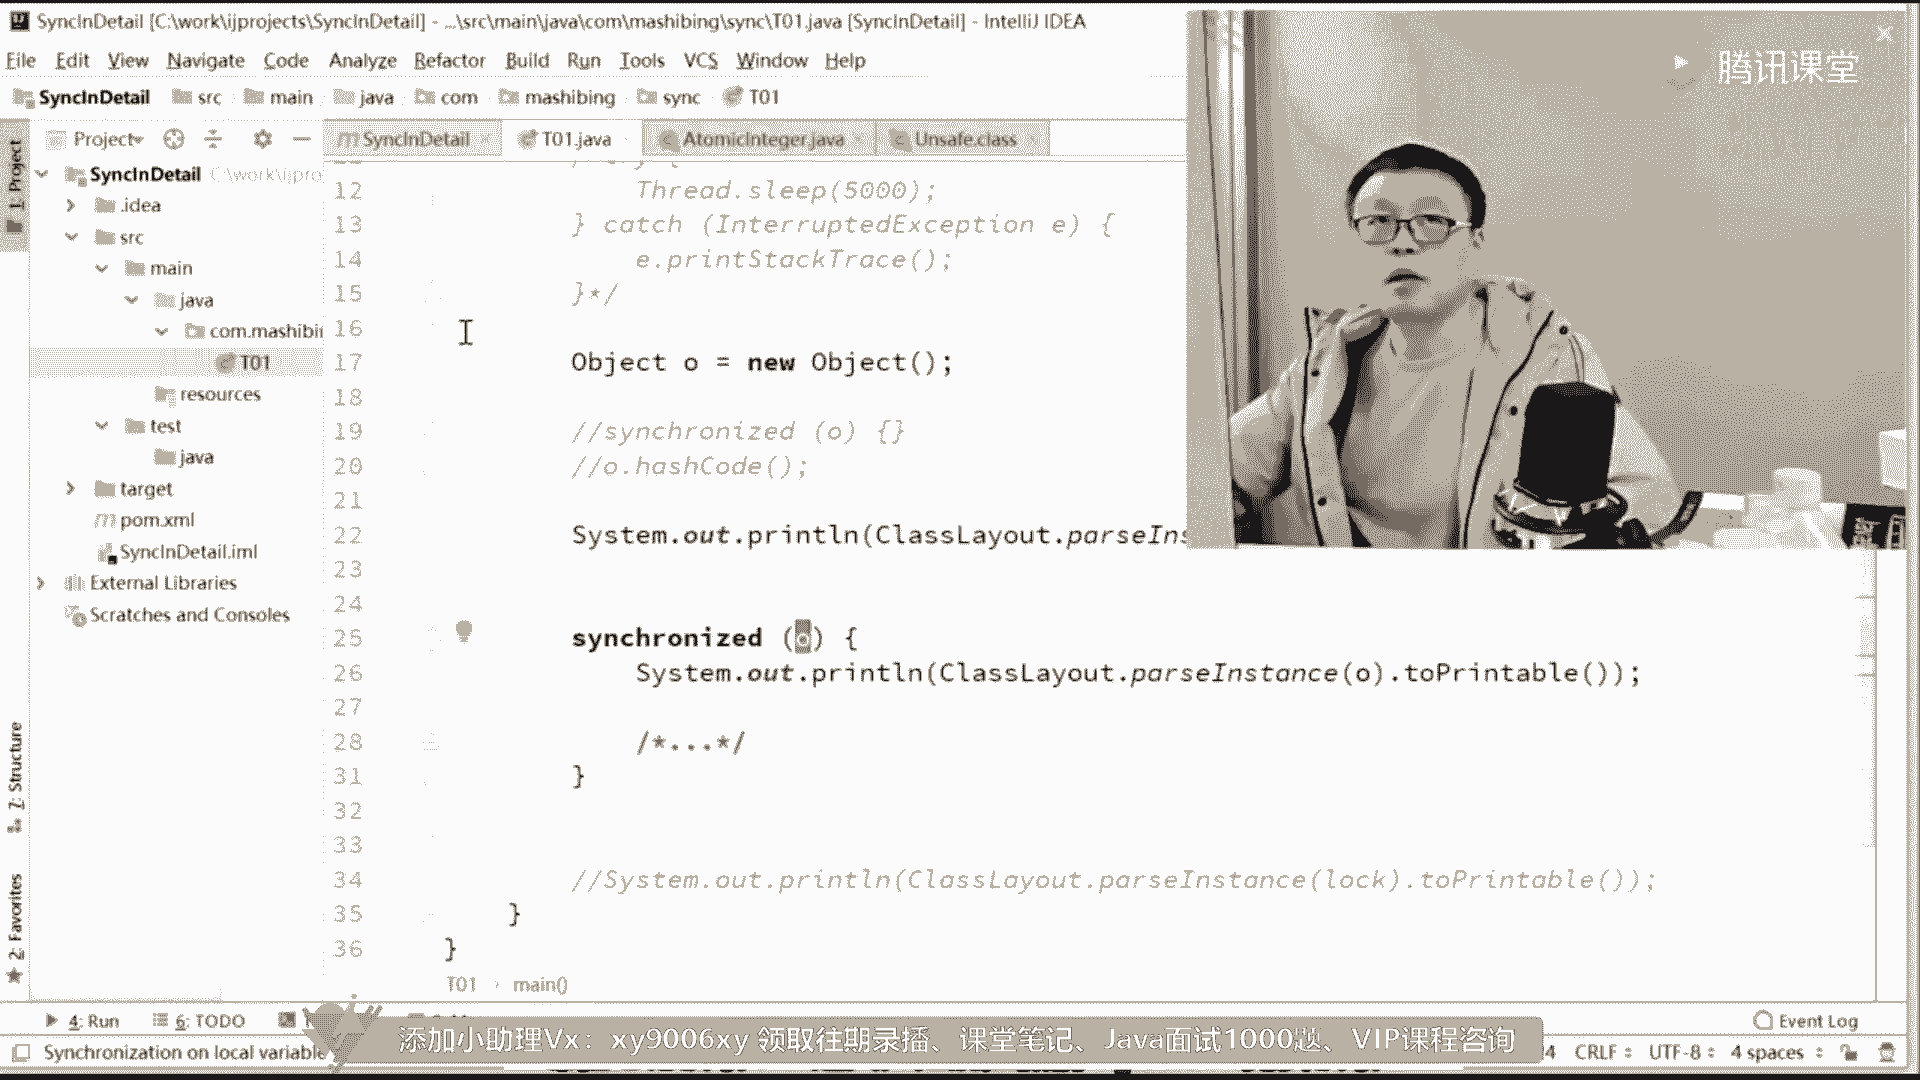 SyncInDetail [C:\work\ijprojects\SyncInDetail] - ...\src\main\java\com\mashibing\sync\T01.java [SyncInDetail] - IntelliJ IDEA
File Edit View Navigate Code Analyze Refactor Build Run Tools VCS Window Help
腾讯课堂
SyncInDetail src main java com mashibing sync T01
Project SyncInDetail T01.java AtomicInteger.java Unsafe.class
1: Project
SyncInDetail C:\work\ijpro
.idea
src
main
java
com.mashibin
T01
resources
test
java
target
pom.xml
SyncInDetail.iml
External Libraries
Scratches and Consoles
7: Structure
2: Favorites
12 Thread.sleep(5000);
13 } catch (InterruptedException e) {
14 e.printStackTrace();
15 }*/
16
17 Object o = new Object();
18
19 //synchronized (o) {}
20 //o.hashCode();
21
22 System.out.println(ClassLayout.parseIns
23
24
25 synchronized (o) {
26 System.out.println(ClassLayout.parseInstance(o).toPrintable());
27
28 /*...*/
31 }
32
33
34 //System.out.println(ClassLayout.parseInstance(lock).toPrintable());
35 }
36 }
T01 › main()
4: Run 6: TODO Event Log
添加小助理Vx：xy9006xy 领取往期录播、课堂笔记、Java面试1000题、VIP课程咨询
Synchronization on local variable 4 CRLF UTF-8 4 spaces